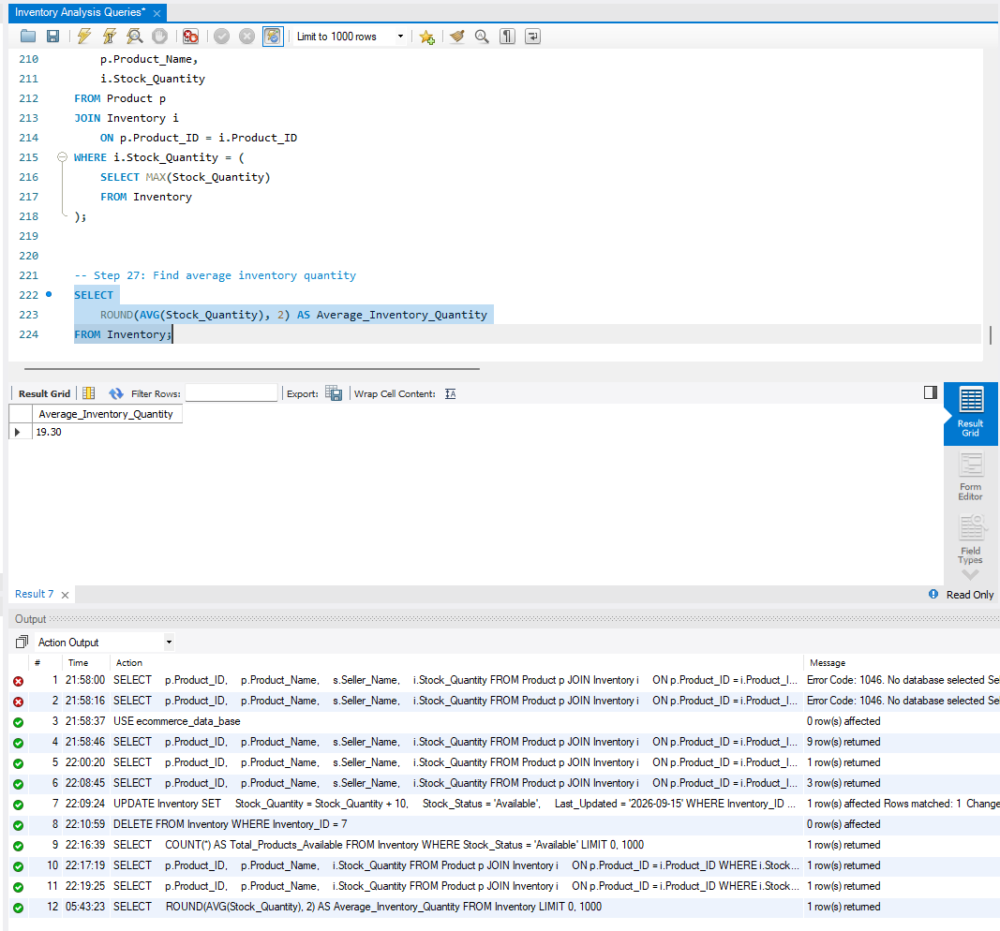 Inventory Analysis Queries*
Limit to 1000 rows
210 p.Product_Name,
211 i.Stock_Quantity
212 FROM Product p
213 JOIN Inventory i
214 ON p.Product_ID = i.Product_ID
215 WHERE i.Stock_Quantity = (
216 SELECT MAX(Stock_Quantity)
217 FROM Inventory
218 );
219
220
221 -- Step 27: Find average inventory quantity
222 SELECT
223 ROUND(AVG(Stock_Quantity), 2) AS Average_Inventory_Quantity
224 FROM Inventory;
Result Grid Filter Rows: Export: Wrap Cell Content:
Average_Inventory_Quantity
19.30
Result
Grid
Form
Editor
Field
Types
Result 7
Read Only
Output
Action Output
# Time Action Message
1 21:58:00 SELECT p.Product_ID, p.Product_Name, s.Seller_Name, i.Stock_Quantity FROM Product p JOIN Inventory i ON p.Product_ID = i.Product_I... Error Code: 1046. No database selected Se
2 21:58:16 SELECT p.Product_ID, p.Product_Name, s.Seller_Name, i.Stock_Quantity FROM Product p JOIN Inventory i ON p.Product_ID = i.Product_I... Error Code: 1046. No database selected Se
3 21:58:37 USE ecommerce_data_base 0 row(s) affected
4 21:58:46 SELECT p.Product_ID, p.Product_Name, s.Seller_Name, i.Stock_Quantity FROM Product p JOIN Inventory i ON p.Product_ID = i.Product_I... 9 row(s) returned
5 22:00:20 SELECT p.Product_ID, p.Product_Name, s.Seller_Name, i.Stock_Quantity FROM Product p JOIN Inventory i ON p.Product_ID = i.Product_I... 1 row(s) returned
6 22:08:45 SELECT p.Product_ID, p.Product_Name, s.Seller_Name, i.Stock_Quantity FROM Product p JOIN Inventory i ON p.Product_ID = i.Product_I... 3 row(s) returned
7 22:09:24 UPDATE Inventory SET Stock_Quantity = Stock_Quantity + 10, Stock_Status = 'Available', Last_Updated = '2026-09-15' WHERE Inventory_ID ... 1 row(s) affected Rows matched: 1 Change
8 22:10:59 DELETE FROM Inventory WHERE Inventory_ID = 7 0 row(s) affected
9 22:16:39 SELECT COUNT(*) AS Total_Products_Available FROM Inventory WHERE Stock_Status = 'Available' LIMIT 0, 1000 1 row(s) returned
10 22:17:19 SELECT p.Product_ID, p.Product_Name, i.Stock_Quantity FROM Product p JOIN Inventory i ON p.Product_ID = i.Product_ID WHERE i.Stock... 1 row(s) returned
11 22:19:25 SELECT p.Product_ID, p.Product_Name, i.Stock_Quantity FROM Product p JOIN Inventory i ON p.Product_ID = i.Product_ID WHERE i.Stock... 1 row(s) returned
12 05:43:23 SELECT ROUND(AVG(Stock_Quantity), 2) AS Average_Inventory_Quantity FROM Inventory LIMIT 0, 1000 1 row(s) returned